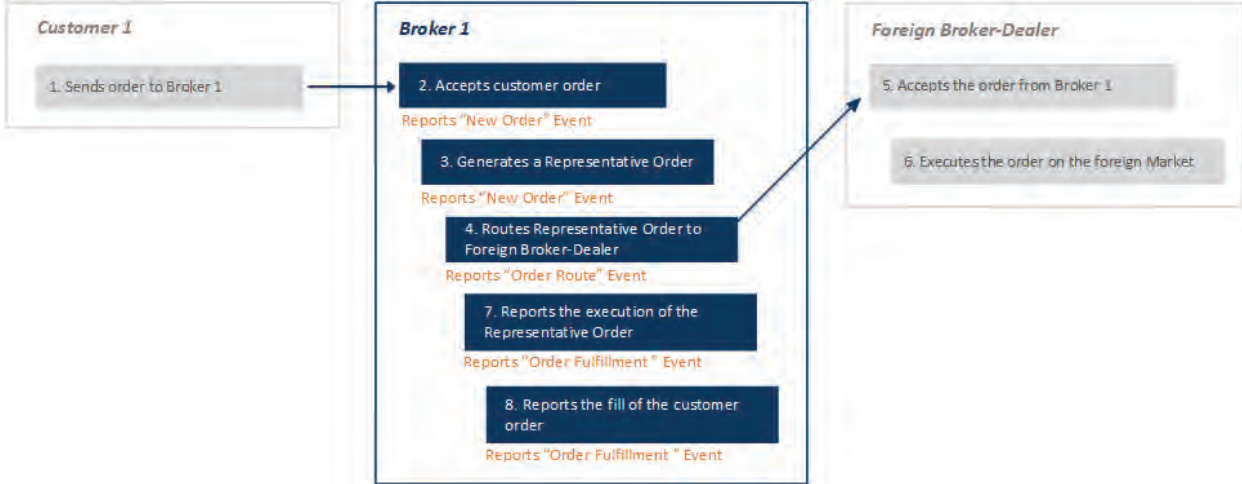 Customer 1
1. Sends order to Broker 1
Broker 1
2. Accepts customer order
Reports "New Order" Event
3. Generates a Representative Order
Reports "New Order" Event
4. Routes Representative Order to
Foreign Broker-Dealer
Reports "Order Route" Event
7. Reports the execution of the
Representative Order
Reports "Order Fulfillment " Event
8. Reports the fill of the customer
order
Reports "Order Fulfillment " Event
Foreign Broker-Dealer
5. Accepts the order from Broker 1
6. Executes the order on the foreign Market